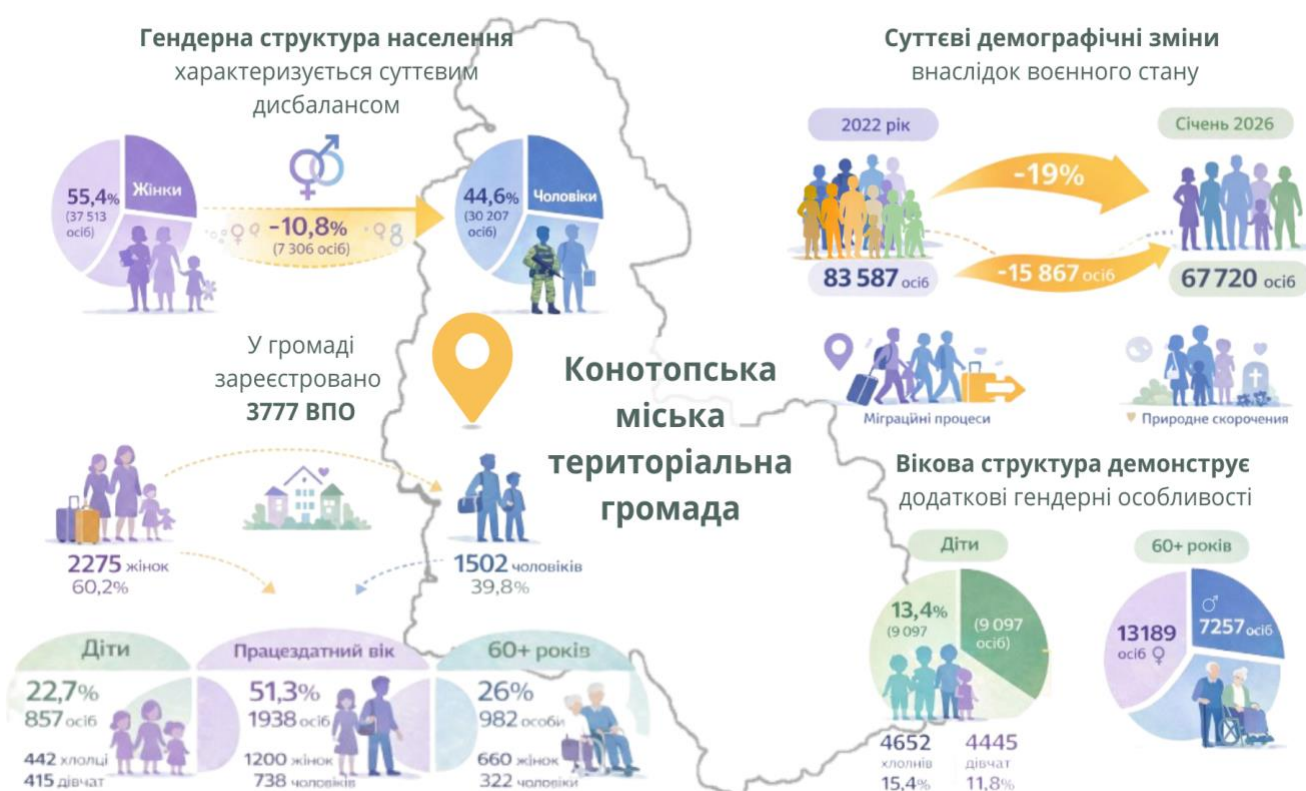 Гендерна структура населення
характеризується суттєвим
дисбалансом
55,4%
(37 513
осіб)
Жінки
-10,8%
(7 306 осіб)
44,6%
(30 207
осіб)
Чоловіки
Суттєві демографічні зміни
внаслідок воєнного стану
2022 рік
Січень 2026
-19%
83 587 осіб
-15 867 осіб
67 720 осіб
Міграційні процеси
Природне скорочення
У громаді
зареєстровано
3777 ВПО
Конотопська
міська
територіальна
громада
2275 жінок
60,2%
1502 чоловіків
39,8%
Діти
22,7%
857 осіб
442 хлопці
415 дівчат
Працездатний вік
51,3%
1938 осіб
1200 жінок
738 чоловіків
60+ років
26%
982 особи
660 жінок
322 чоловіки
Вікова структура демонструє
додаткові гендерні особливості
Діти
13,4%
(9 097
(9 097
осіб)
4652
хлопнів
15,4%
4445
дівчат
11,8%
60+ років
13189
осіб ♀
♂
7257 осіб